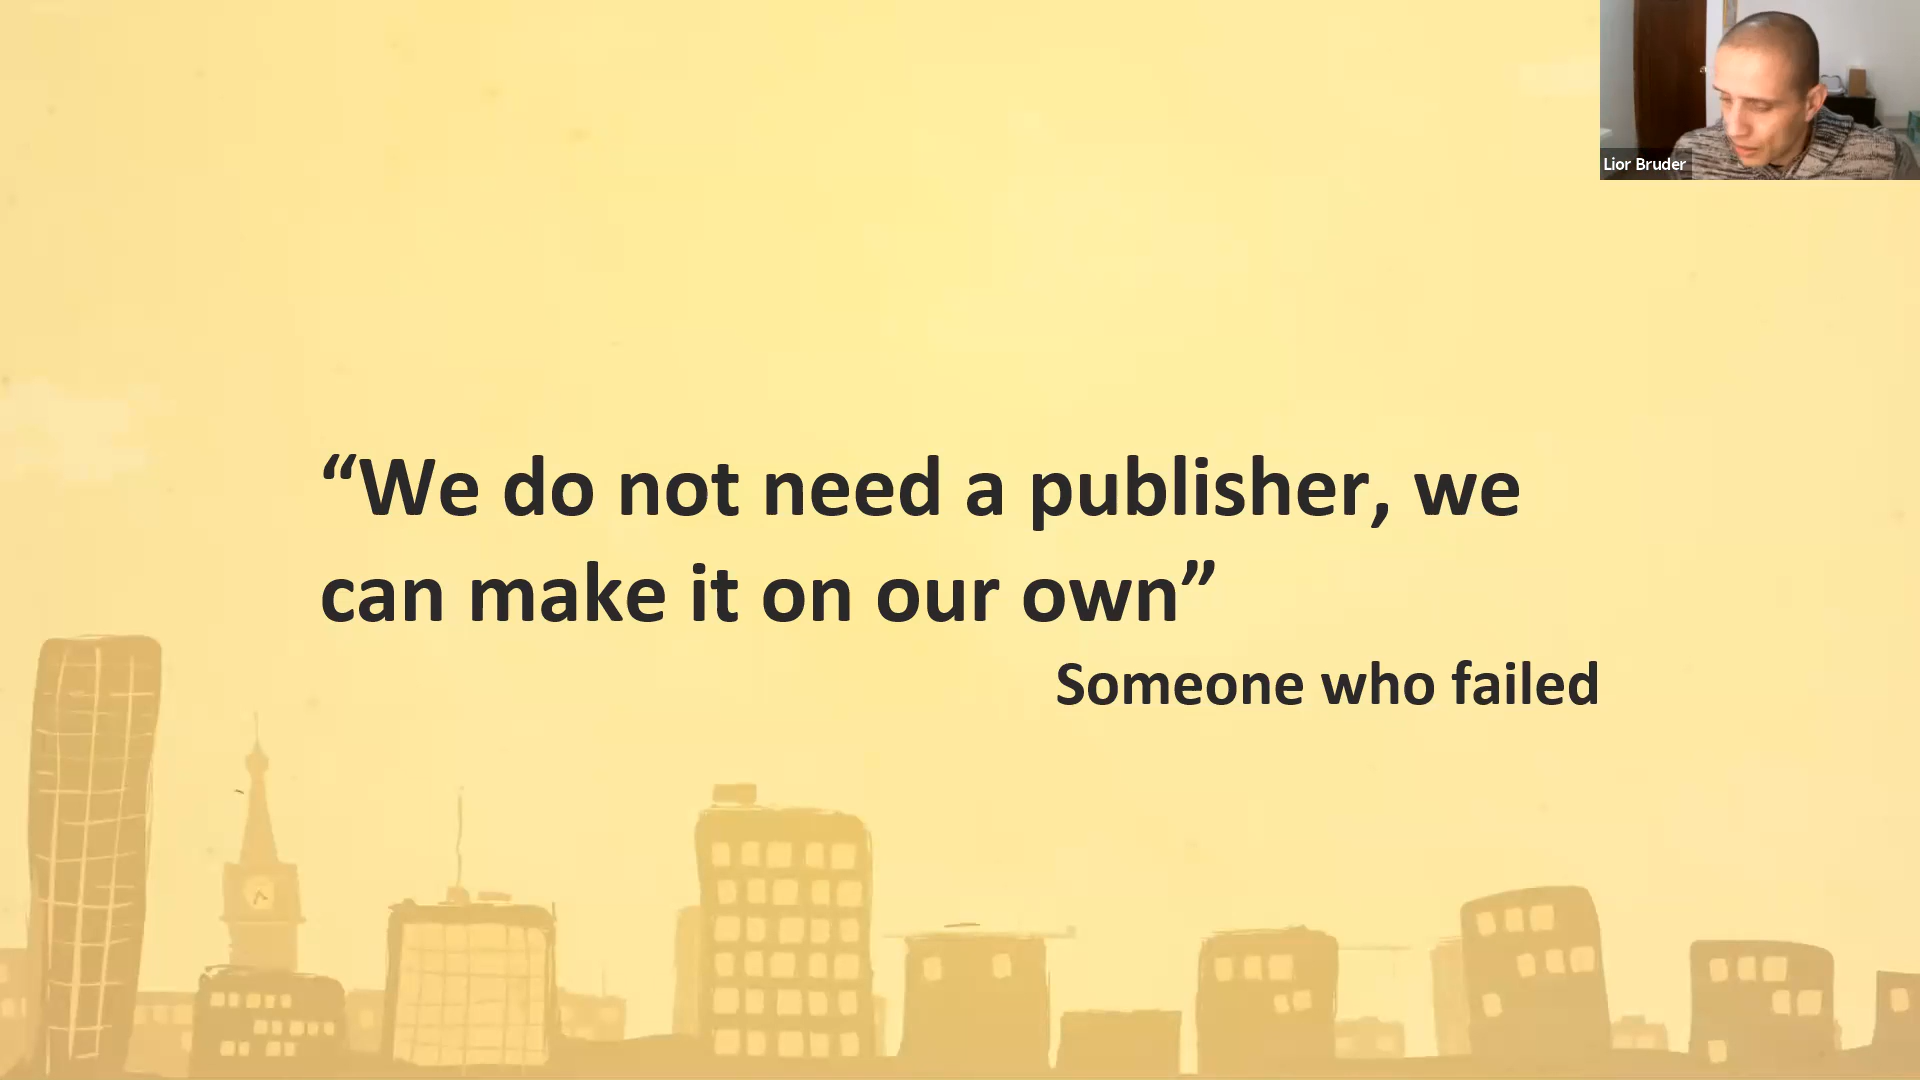 Lior Bruder
“We do not need a publisher, we
can make it on our own”
Someone who failed